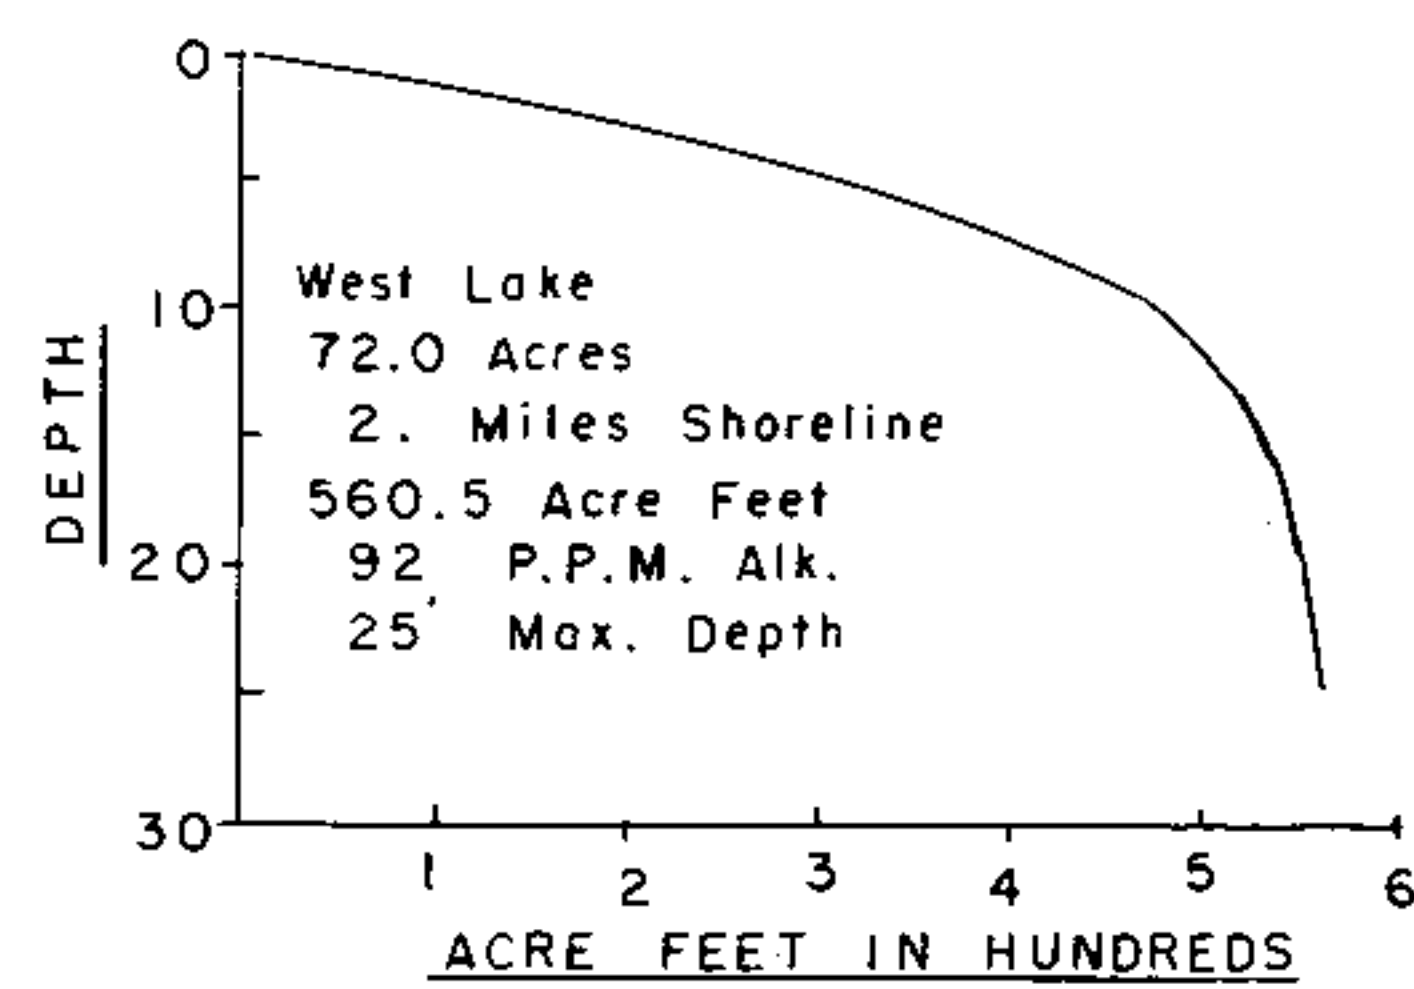 0
10
20
30
DEPTH
West Lake
72.0 Acres
2. Miles Shoreline
560.5 Acre Feet
92 P.P.M. Alk.
25' Max. Depth
1 2 3 4 5 6
ACRE FEET IN HUNDREDS